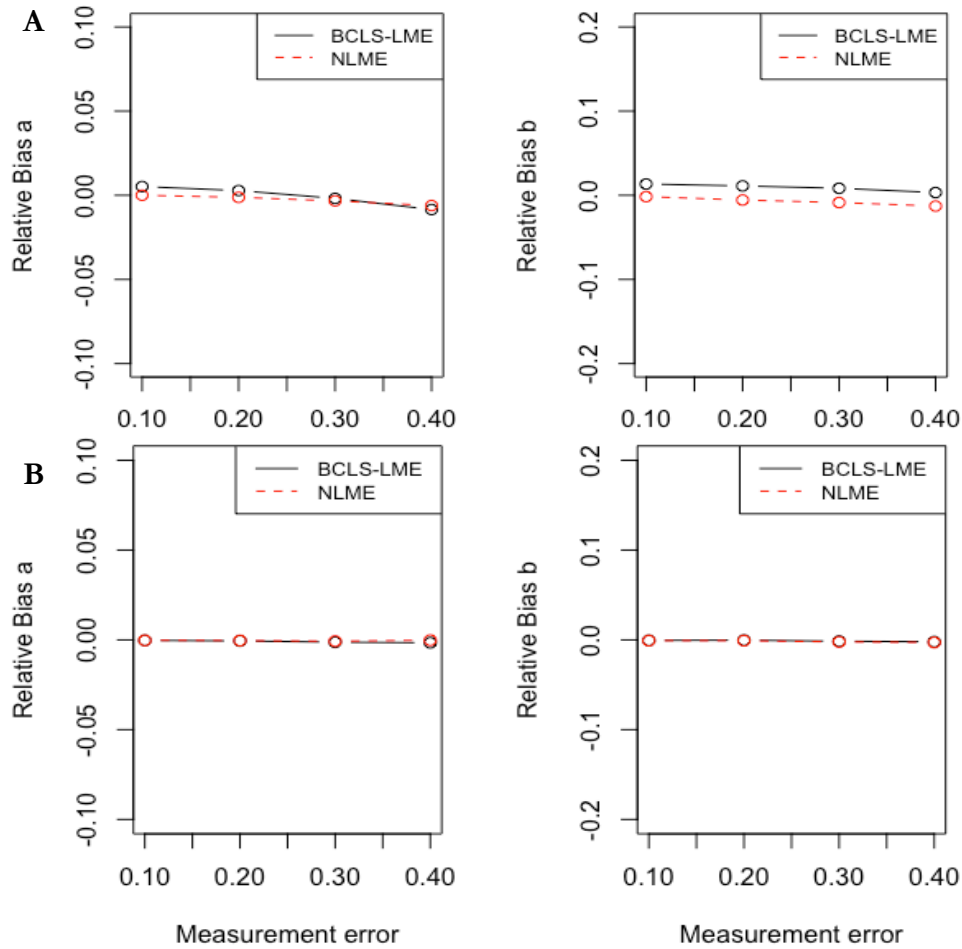 A
BCLS-LME
NLME
Relative Bias a
0.10
0.05
0.00
-0.05
-0.10
0.10 0.20 0.30 0.40
BCLS-LME
NLME
Relative Bias b
0.2
0.1
0.0
-0.1
-0.2
0.10 0.20 0.30 0.40
B
BCLS-LME
NLME
Relative Bias a
0.10
0.05
0.00
-0.05
-0.10
0.10 0.20 0.30 0.40
Measurement error
BCLS-LME
NLME
Relative Bias b
0.2
0.1
0.0
-0.1
-0.2
0.10 0.20 0.30 0.40
Measurement error